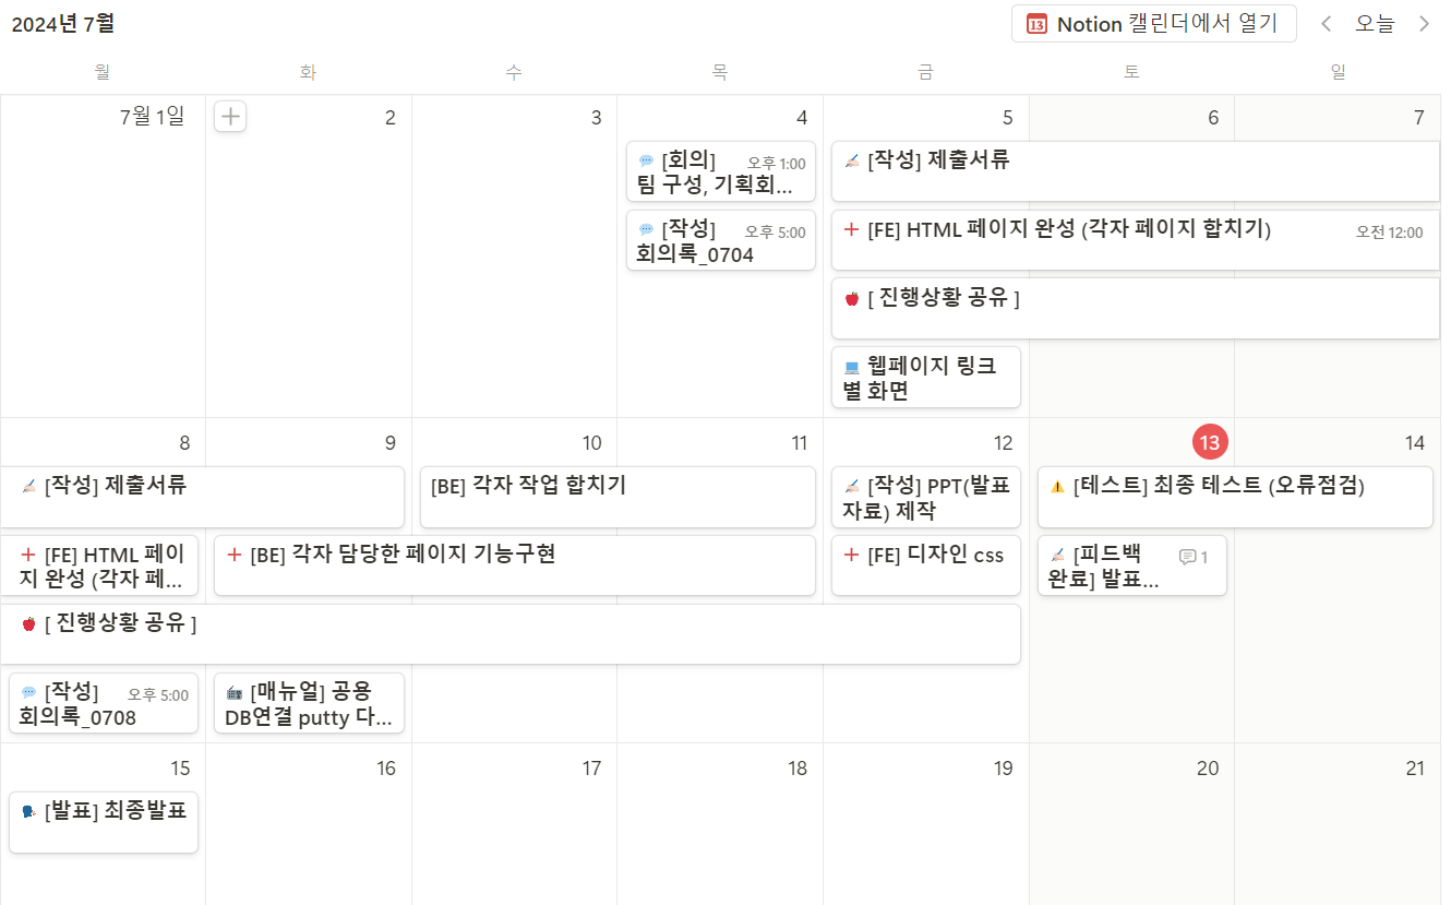 2024년 7월
Notion 캘린더에서 열기
오늘
월 화 수 목 금 토 일
7월 1일 2 3 4 5 6 7
[회의] 오후 1:00
팀 구성, 기획회...
[작성] 오후 5:00
회의록_0704
[작성] 제출서류
[FE] HTML 페이지 완성 (각자 페이지 합치기) 오전 12:00
[ 진행상황 공유 ]
웹페이지 링크
별 화면
8 9 10 11 12 13 14
[작성] 제출서류
[BE] 각자 작업 합치기
[작성] PPT(발표
자료) 제작
[테스트] 최종 테스트 (오류점검)
[FE] HTML 페이
지 완성 (각자 페...
[BE] 각자 담당한 페이지 기능구현
[FE] 디자인 css
[피드백 1
완료] 발표...
[ 진행상황 공유 ]
[작성] 오후 5:00
회의록_0708
[매뉴얼] 공용
DB연결 putty 다...
15 16 17 18 19 20 21
[발표] 최종발표